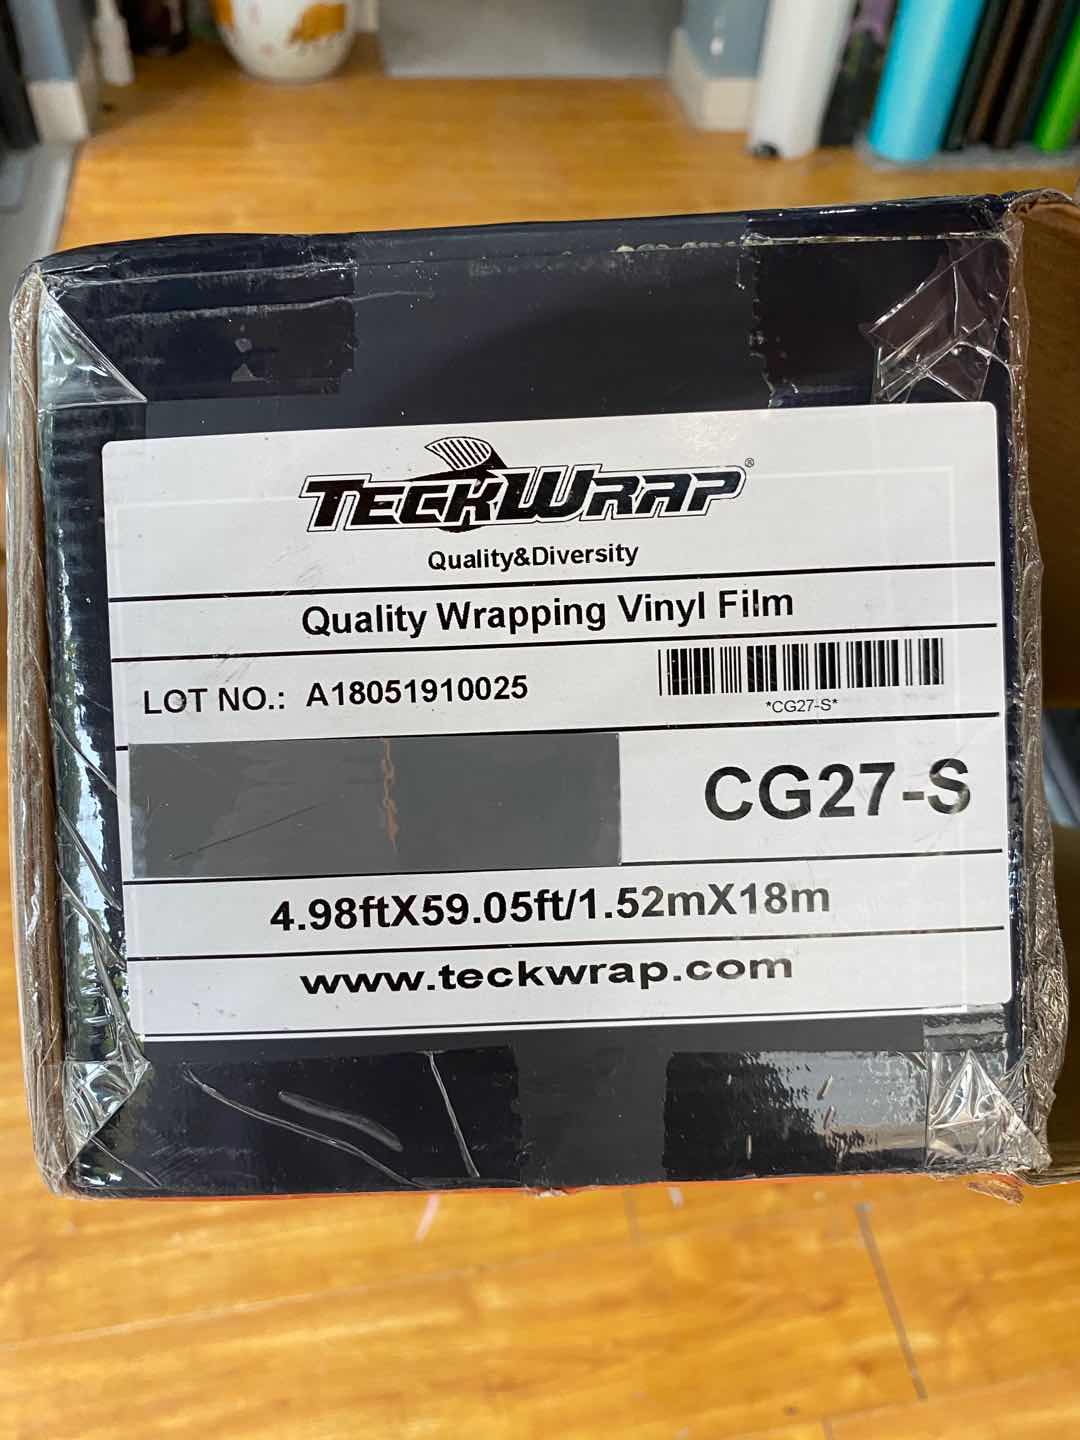 TECKWRAP®
Quality&Diversity
Quality Wrapping Vinyl Film
LOT NO.: A18051910025
*CG27-S*
CG27-S
4.98ftX59.05ft/1.52mX18m
www.teckwrap.com